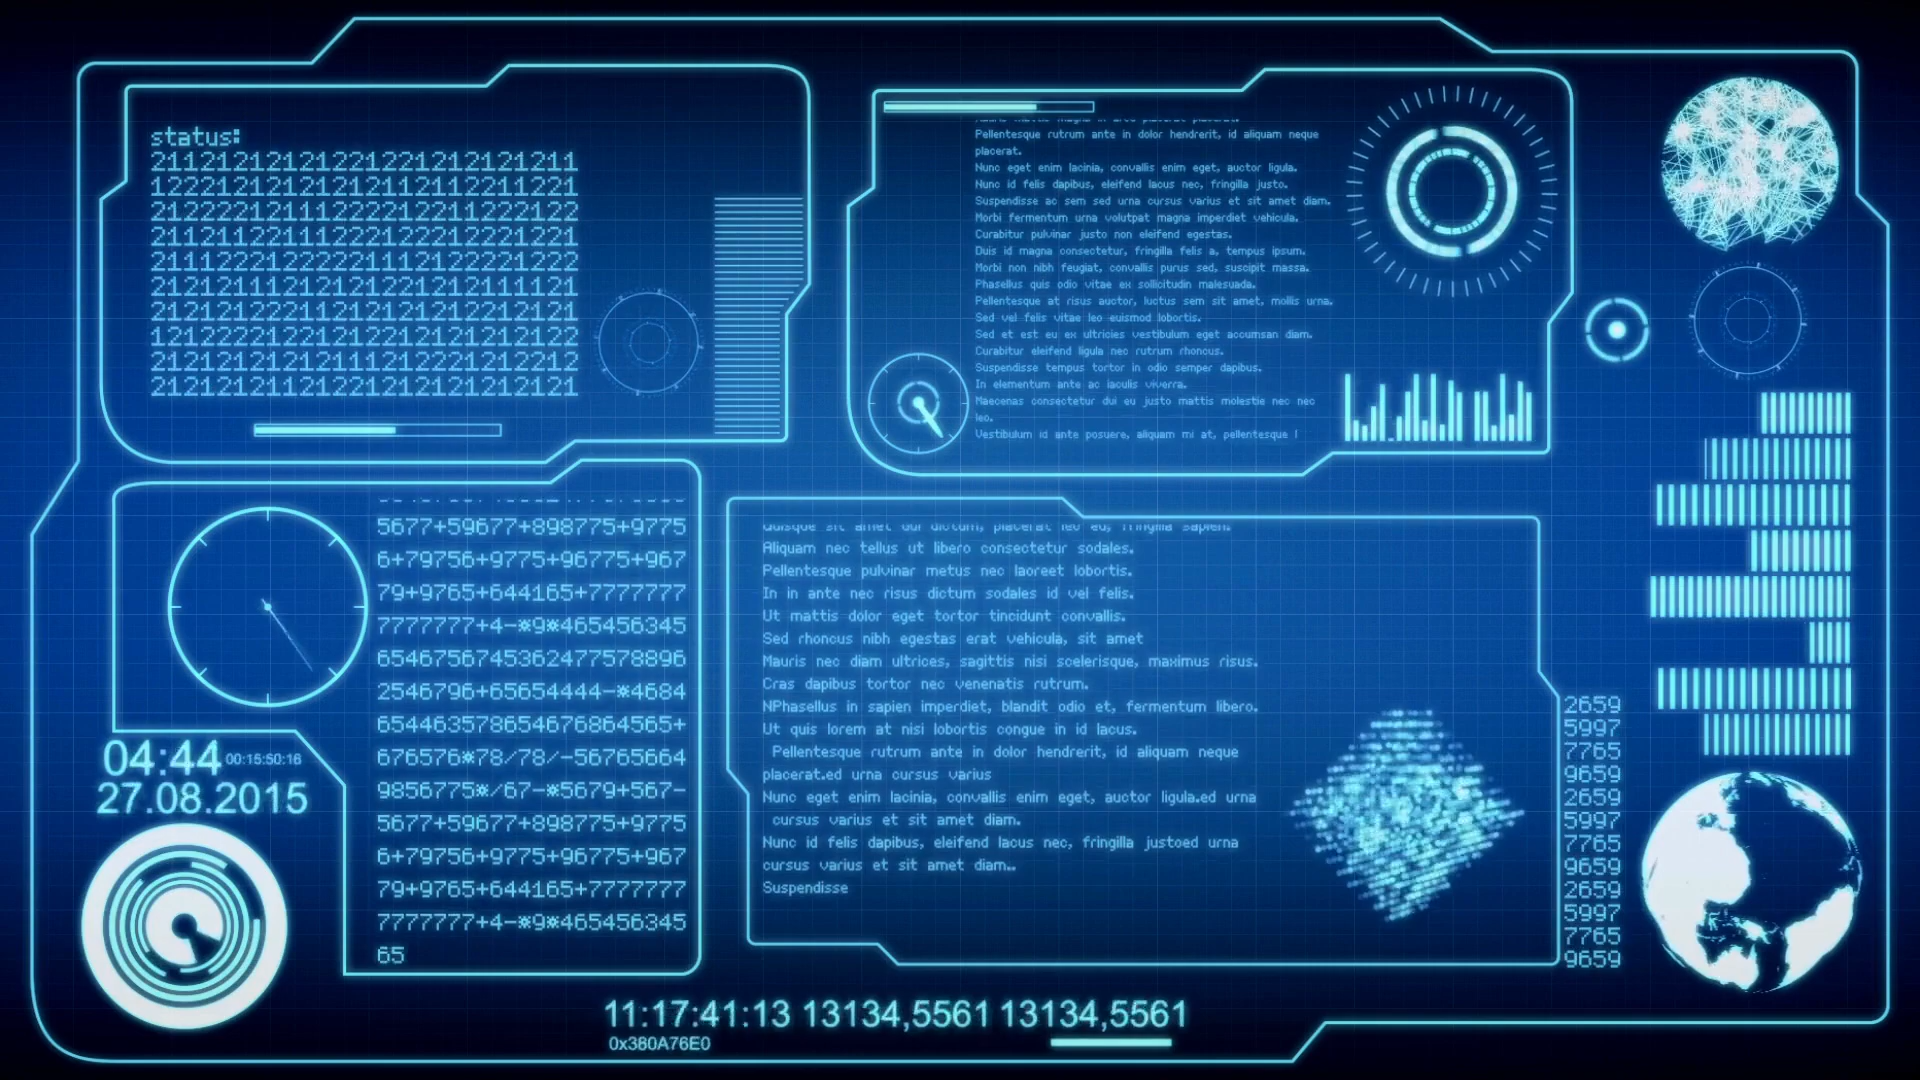 status:
Pellentesque rutrum ante in dolor hendrerit, id aliquam neque
placerat.
Nunc eget enim lacinia, convallis enim eget, auctor ligula.
Nunc id felis dapibus, eleifend lacus nec, fringilla justo.
Suspendisse ac sem sed urna cursus varius et sit amet diam.
Morbi fermentum urna volutpat magna imperdiet vehicula.
Curabitur pulvinar justo non eleifend egestas.
Duis id magna consectetur, fringilla felis a, tempus ipsum.
Morbi non nibh feugiat, convallis purus sed, suscipit massa.
Phasellus quis odio vitae ex sollicitudin malesuada.
Pellentesque at risus auctor, luctus sem sit amet, mollis urna.
Sed vel felis vitae leo euismod lobortis.
Sed et est eu ex ultricies vestibulum eget accumsan diam.
Curabitur eleifend ligula nec rutrum rhoncus.
Suspendisse tempus tortor in odio semper dapibus.
In elementum ante ac iaculis viverra.
Maecenas consectetur dui eu justo mattis molestie nec nec
leo.
Vestibulum id ante posuere, aliquam mi at, pellentesque l
5677+59677+898775+9775
6+79756+9775+96775+967
79+9765+644165+7777777
7777777+4-*9*465456345
6546756745362477578896
2546796+65654444-*4684
654463578654676864565+
676576*78/78/-56765664
9856775*/67-*5679+567-
5677+59677+898775+9775
6+79756+9775+96775+967
79+9765+644165+7777777
7777777+4-*9*465456345
65
04:44 00:15:50:16
27.08.2015
Quisque sit amet dui dictum, placerat leo eu, fringilla sapien.
Aliquam nec tellus ut libero consectetur sodales.
Pellentesque pulvinar metus nec laoreet lobortis.
In in ante nec risus dictum sodales id vel felis.
Ut mattis dolor eget tortor tincidunt convallis.
Sed rhoncus nibh egestas erat vehicula, sit amet
Mauris nec diam ultrices, sagittis nisi scelerisque, maximus risus.
Cras dapibus tortor nec venenatis rutrum.
NPhasellus in sapien imperdiet, blandit odio et, fermentum libero.
Ut quis lorem at nisi lobortis congue in id lacus.
Pellentesque rutrum ante in dolor hendrerit, id aliquam neque
placerat.ed urna cursus varius
Nunc eget enim lacinia, convallis enim eget, auctor ligula.ed urna
cursus varius et sit amet diam.
Nunc id felis dapibus, eleifend lacus nec, fringilla justoed urna
cursus varius et sit amet diam..
Suspendisse
2659
5997
7765
9659
2659
5997
7765
9659
2659
5997
7765
9659
11:17:41:13 13134,5561 13134,5561
0x380A76E0